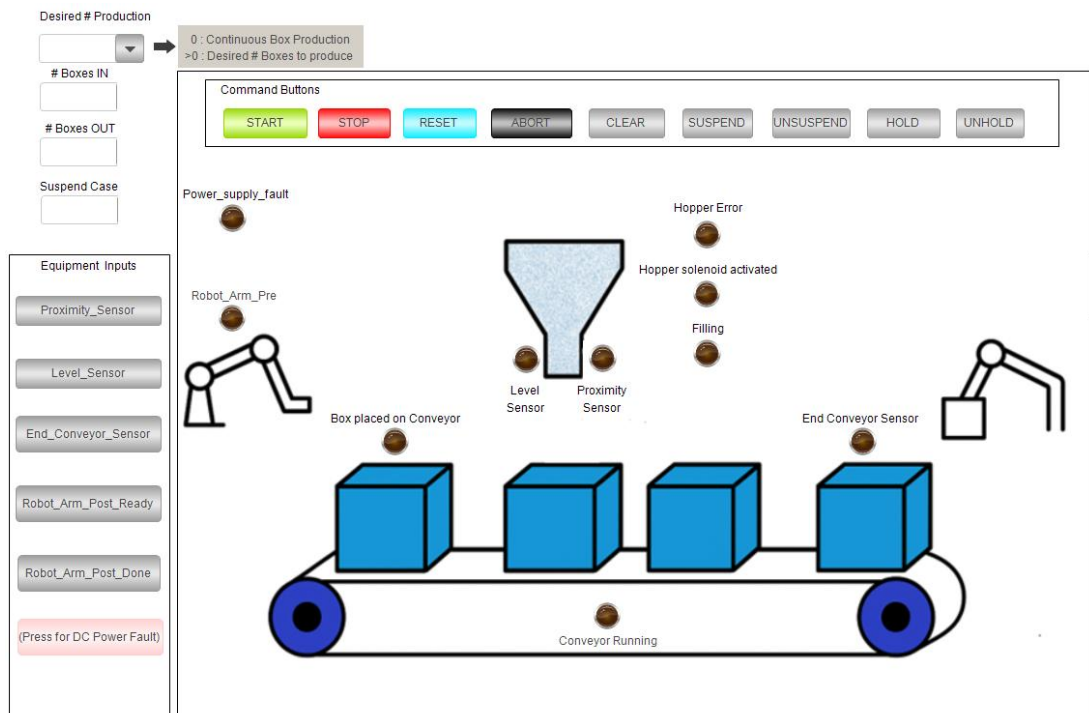 Desired # Production
0 : Continuous Box Production
>0 : Desired # Boxes to produce
# Boxes IN
# Boxes OUT
Suspend Case
Command Buttons
START
STOP
RESET
ABORT
CLEAR
SUSPEND
UNSUSPEND
HOLD
UNHOLD
Power_supply_fault
Hopper Error
Equipment Inputs
Hopper solenoid activated
Robot_Arm_Pre
Proximity_Sensor
Filling
Level_Sensor
Level
Sensor
Proximity
Sensor
Box placed on Conveyor
End Conveyor Sensor
End_Conveyor_Sensor
Robot_Arm_Post_Ready
Robot_Arm_Post_Done
(Press for DC Power Fault)
Conveyor Running